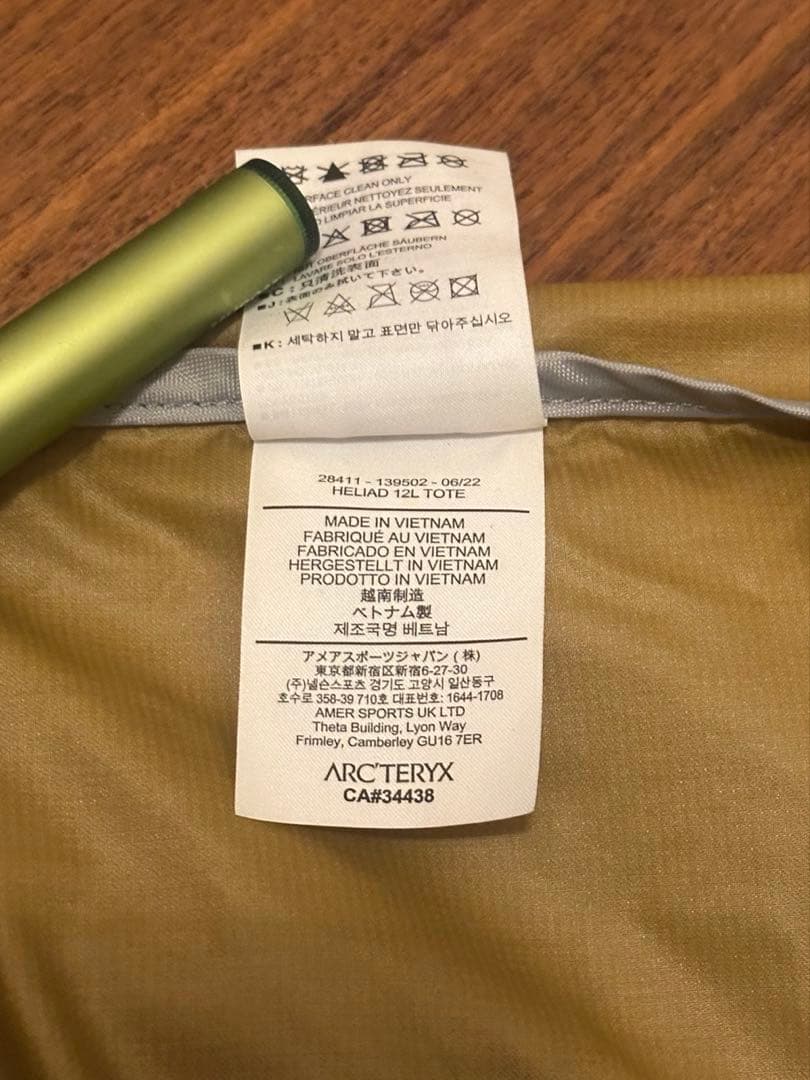 CLEAN ONLY
NETTOYEZ SEULEMENT
LIMPIAR LA SUPERFICIE
OBERFLÄCHE SÄUBERN
LAVARE SOLO L'ESTERNO
■C:只清洗表面
■J:表面のみ拭いて下さい。
■K: 세탁하지 말고 표면만 닦아주십시오
28411 - 139502 - 06/22
HELIAD 12L TOTE
MADE IN VIETNAM
FABRIQUÉ AU VIETNAM
FABRICADO EN VIETNAM
HERGESTELLT IN VIETNAM
PRODOTTO IN VIETNAM
越南制造
ベトナム製
제조국명 베트남
アメアスポーツジャパン (株)
東京都新宿区新宿6-27-30
(주)넬슨스포츠 경기도 고양시 일산동구
호수로 358-39 710호 대표번호: 1644-1708
AMER SPORTS UK LTD
Theta Building, Lyon Way
Frimley, Camberley GU16 7ER
ARC'TERYX
CA#34438